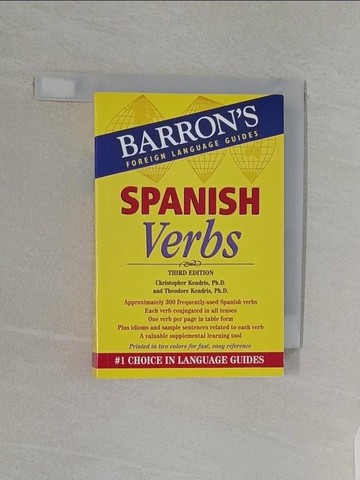 BARRON'S
FOREIGN LANGUAGE GUIDES
SPANISH
Verbs
THIRD EDITION
Christopher Kendris, Ph.D.
and Theodore Kendris, Ph.D.
Approximately 300 frequently-used Spanish verbs
Each verb conjugated in all tenses
One verb per page in table form
Plus idioms and sample sentences related to each verb
A valuable supplemental learning tool
Printed in two colors for fast, easy reference
#1 CHOICE IN LANGUAGE GUIDES